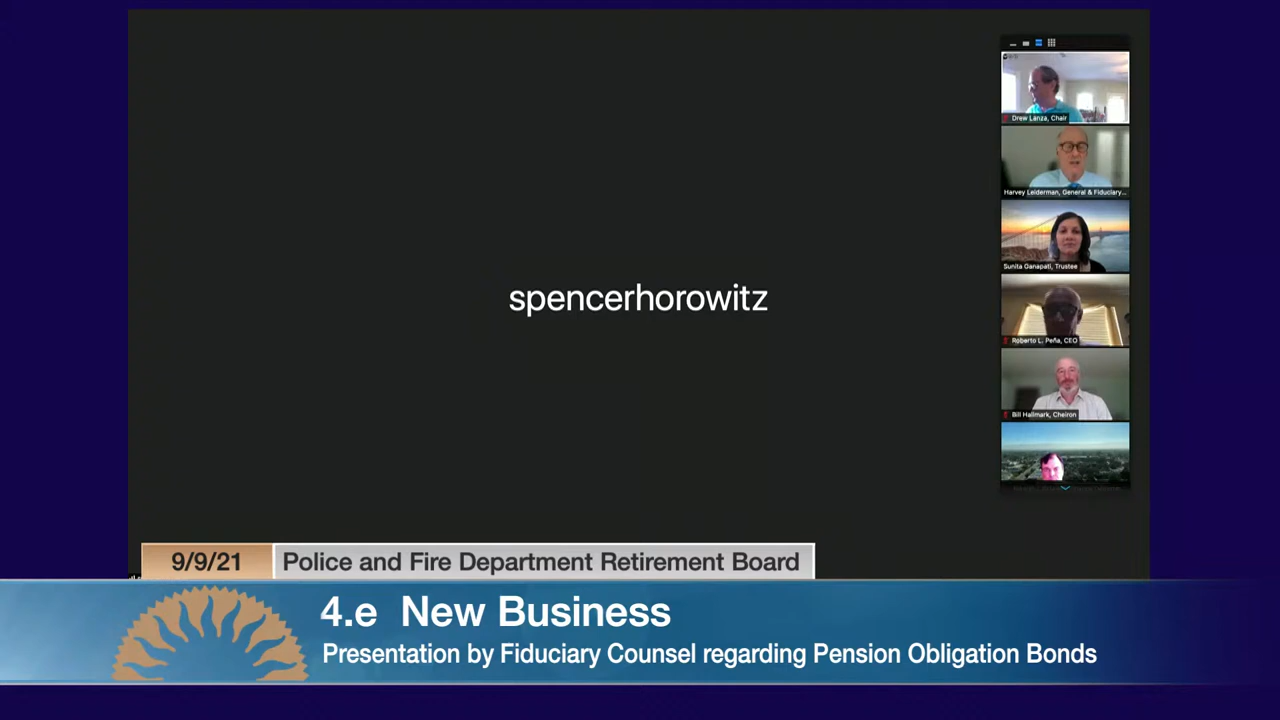 Drew Lanza, Chair
Harvey Leiderman, General & Fiduciary...
Sunita Ganapati, Trustee
Roberto L. Peña, CEO
Bill Hallmark, Cheiron
spencerhorowitz
9/9/21 Police and Fire Department Retirement Board
4.e New Business
Presentation by Fiduciary Counsel regarding Pension Obligation Bonds